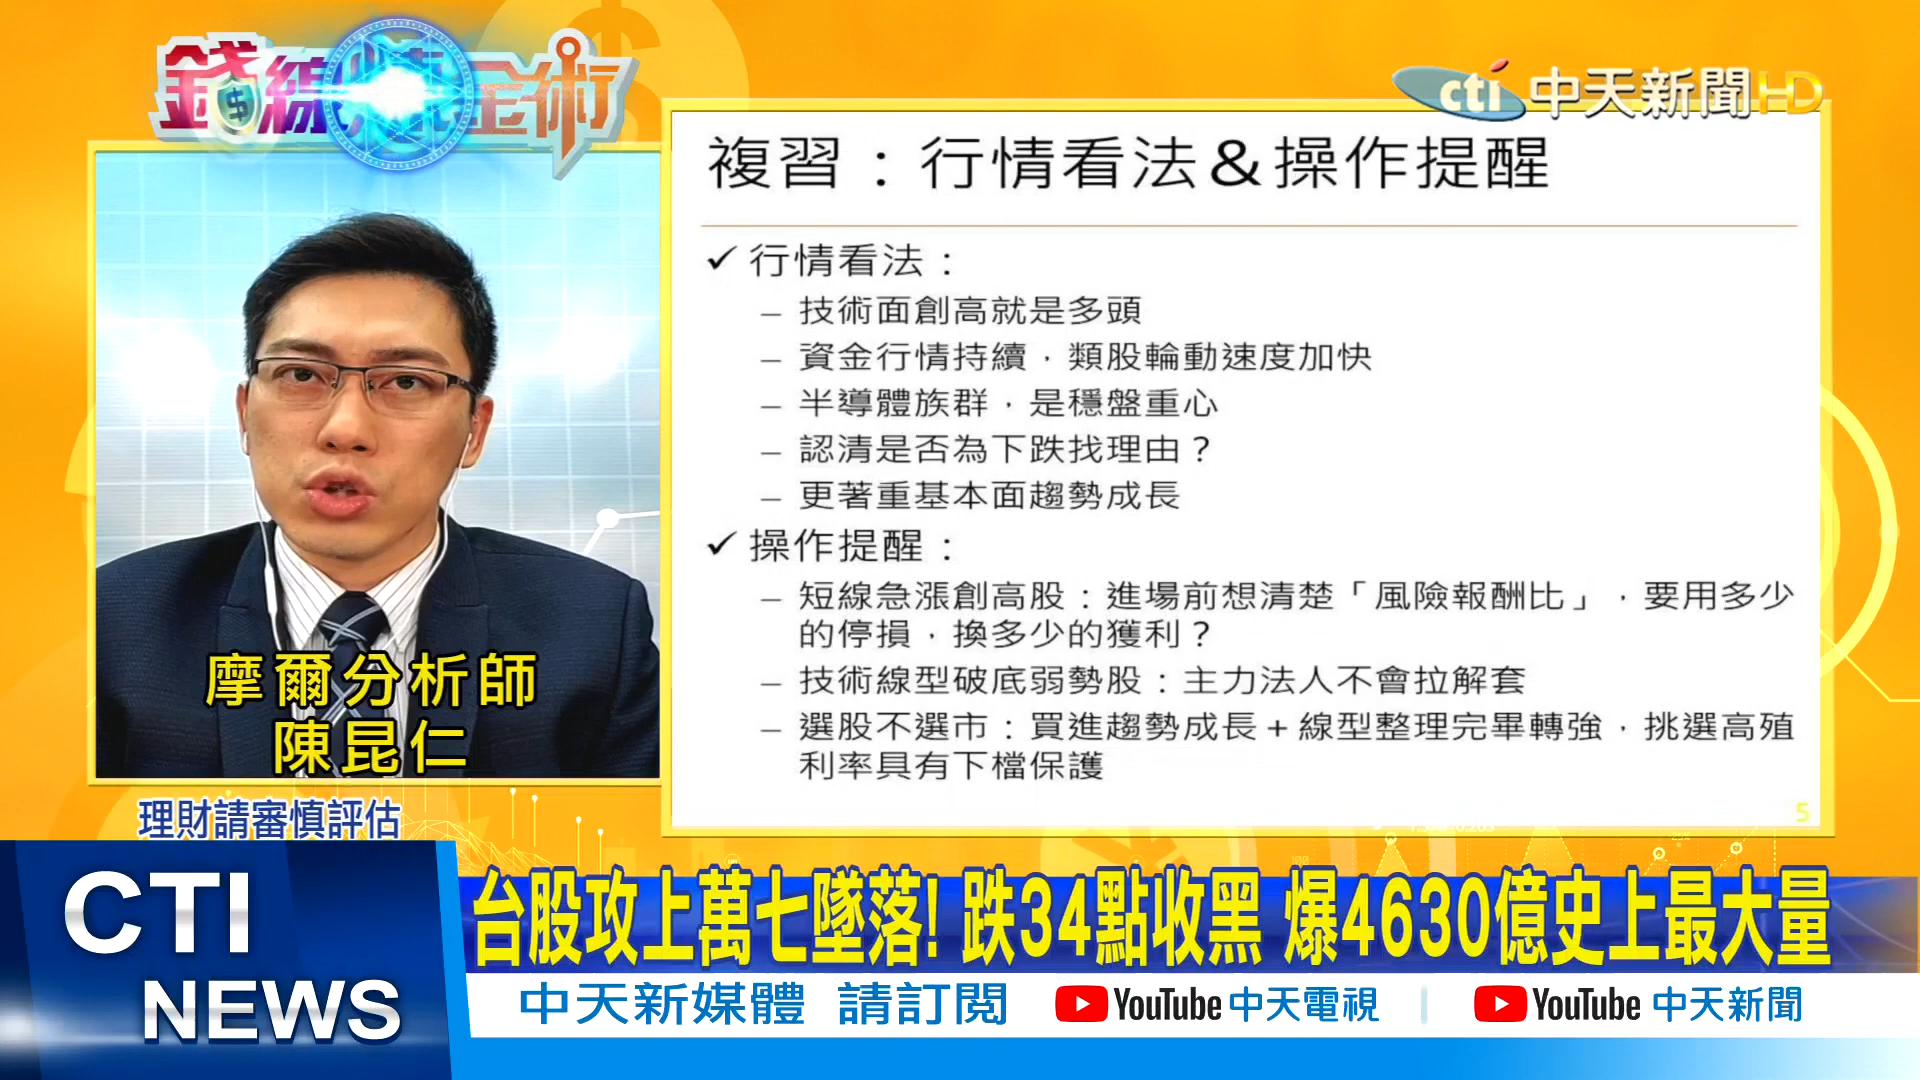 錢線煉金術
cti 中天新聞HD
複習：行情看法＆操作提醒
✓ 行情看法：
– 技術面創高就是多頭
– 資金行情持續，類股輪動速度加快
– 半導體族群，是穩盤重心
– 認清是否為下跌找理由？
– 更著重基本面趨勢成長
✓ 操作提醒：
– 短線急漲創高股：進場前想清楚「風險報酬比」，要用多少
的停損，換多少的獲利？
– 技術線型破底弱勢股：主力法人不會拉解套
– 選股不選市：買進趨勢成長＋線型整理完畢轉強，挑選高殖
利率具有下檔保護
5
摩爾分析師
陳昆仁
理財請審慎評估
CTI
NEWS
台股攻上萬七墜落! 跌34點收黑 爆4630億史上最大量
中天新媒體 請訂閱 YouTube 中天電視 | YouTube 中天新聞